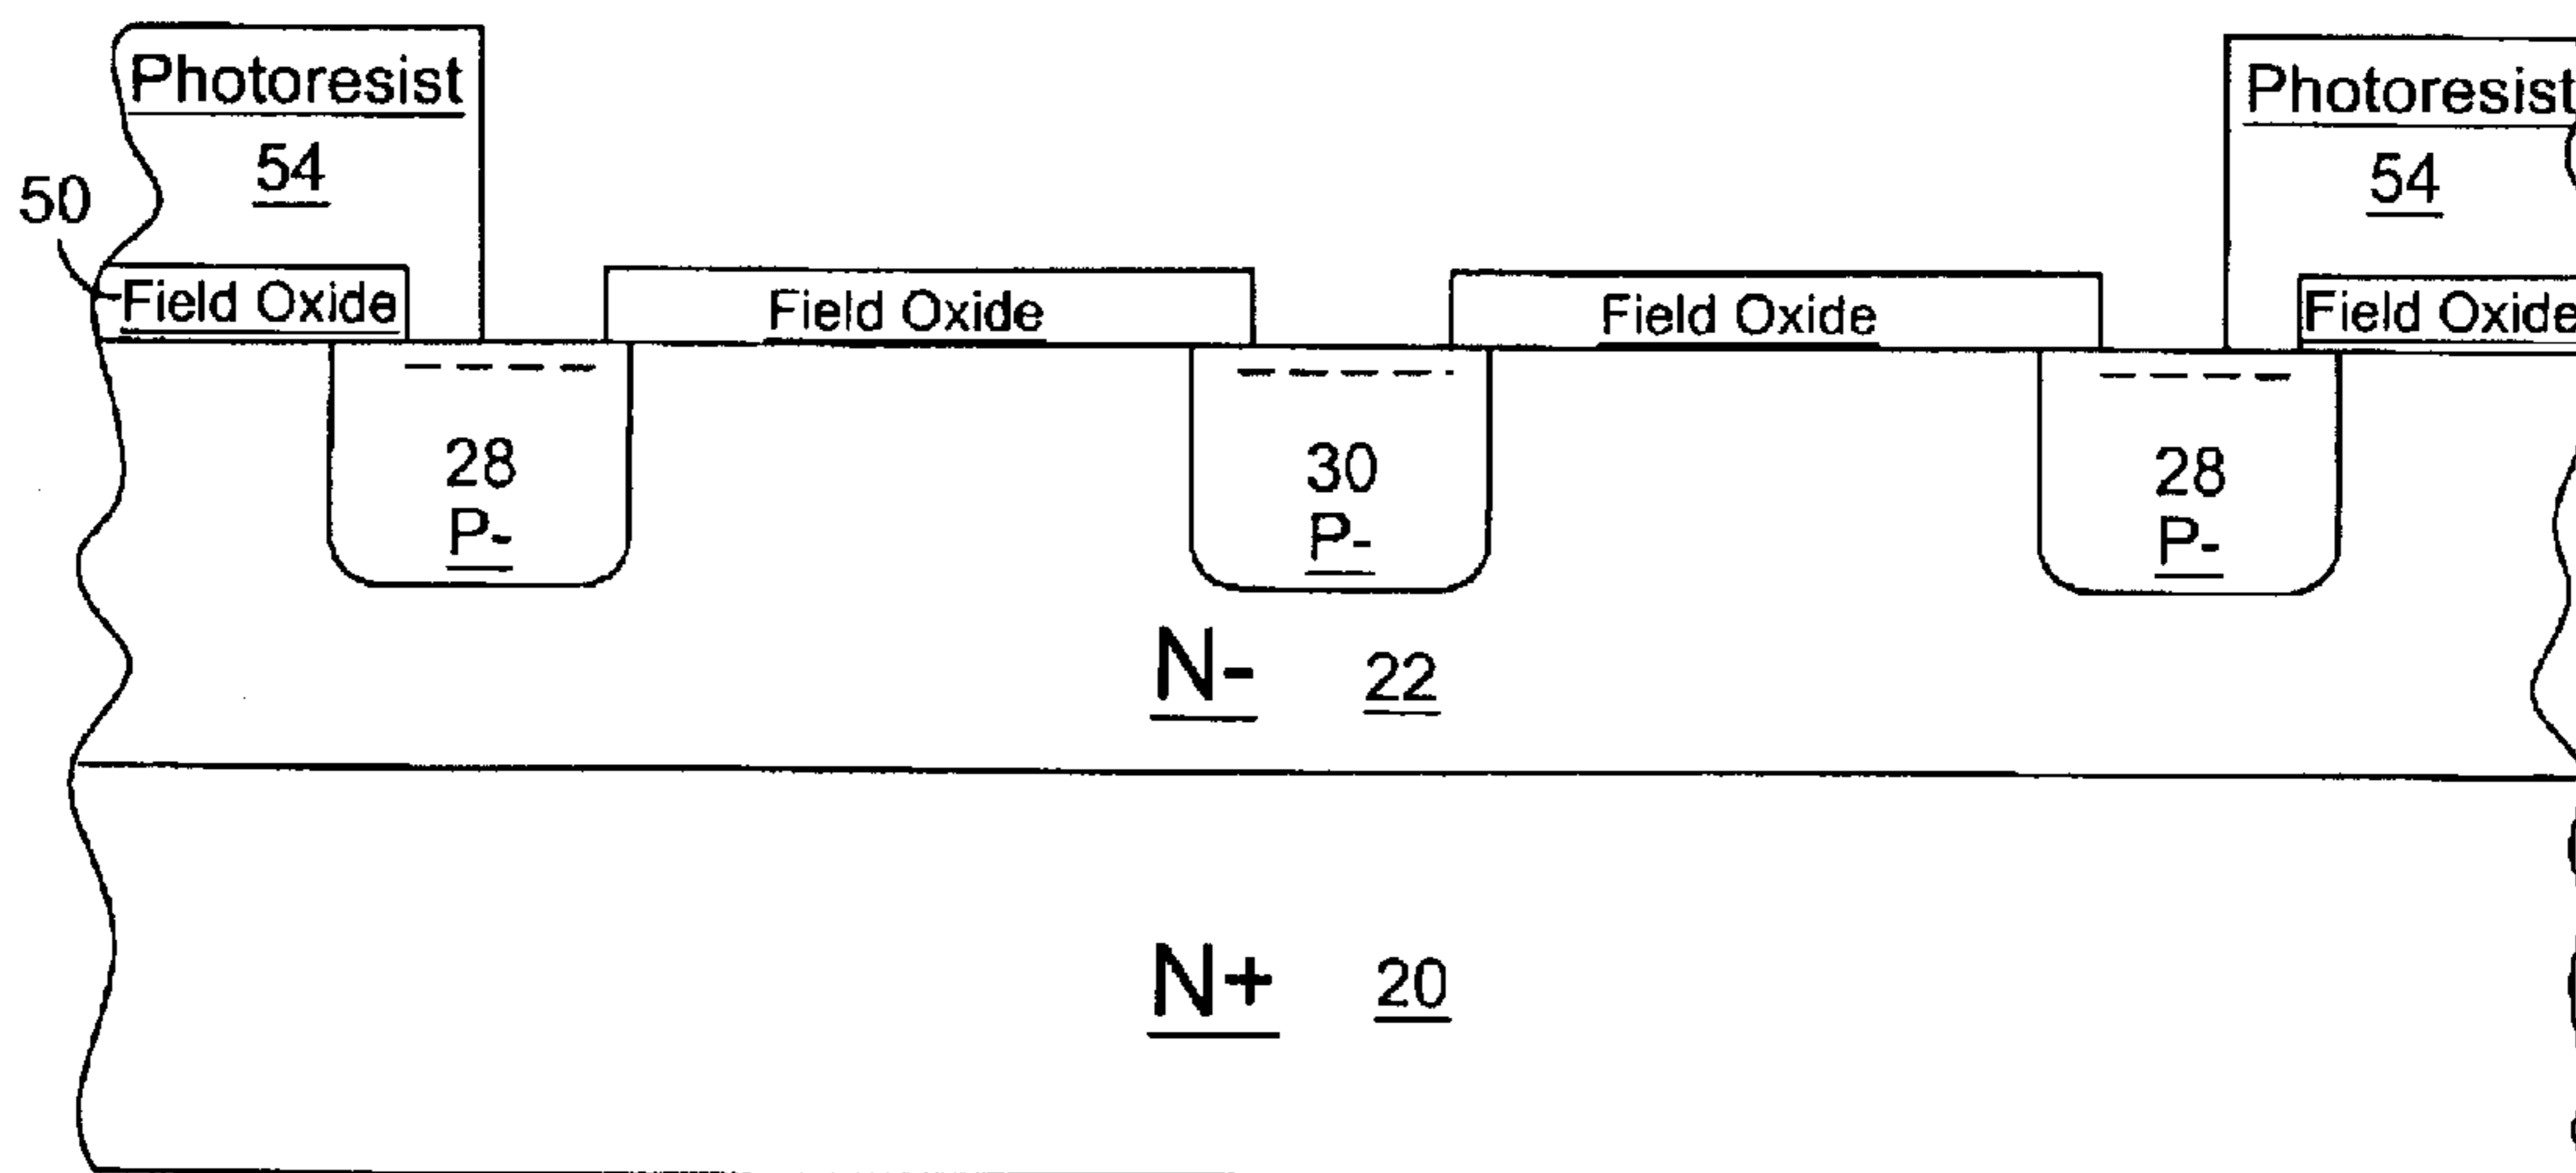 Photoresist
54
50
Field Oxide
Field Oxide
Field Oxide
Photoresist
54
Field Oxide
28
P-
30
P-
28
P-
N- 22
N+ 20